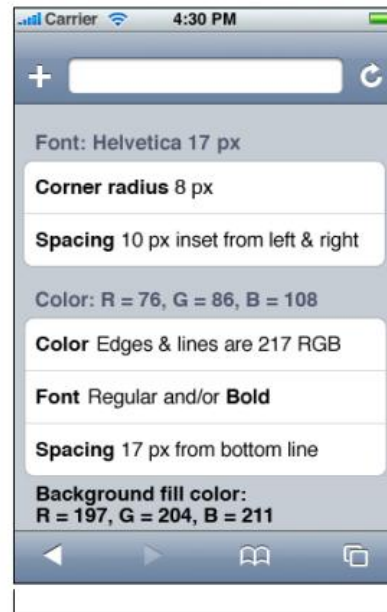 Carrier 4:30 PM
Font: Helvetica 17 px
Corner radius 8 px
Spacing 10 px inset from left & right
Color: R = 76, G = 86, B = 108
Color Edges & lines are 217 RGB
Font Regular and/or Bold
Spacing 17 px from bottom line
Background fill color:
R = 197, G = 204, B = 211